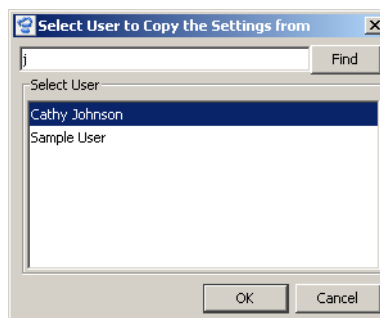 Select User to Copy the Settings from
j
Find
Select User
Cathy Johnson
Sample User
OK
Cancel